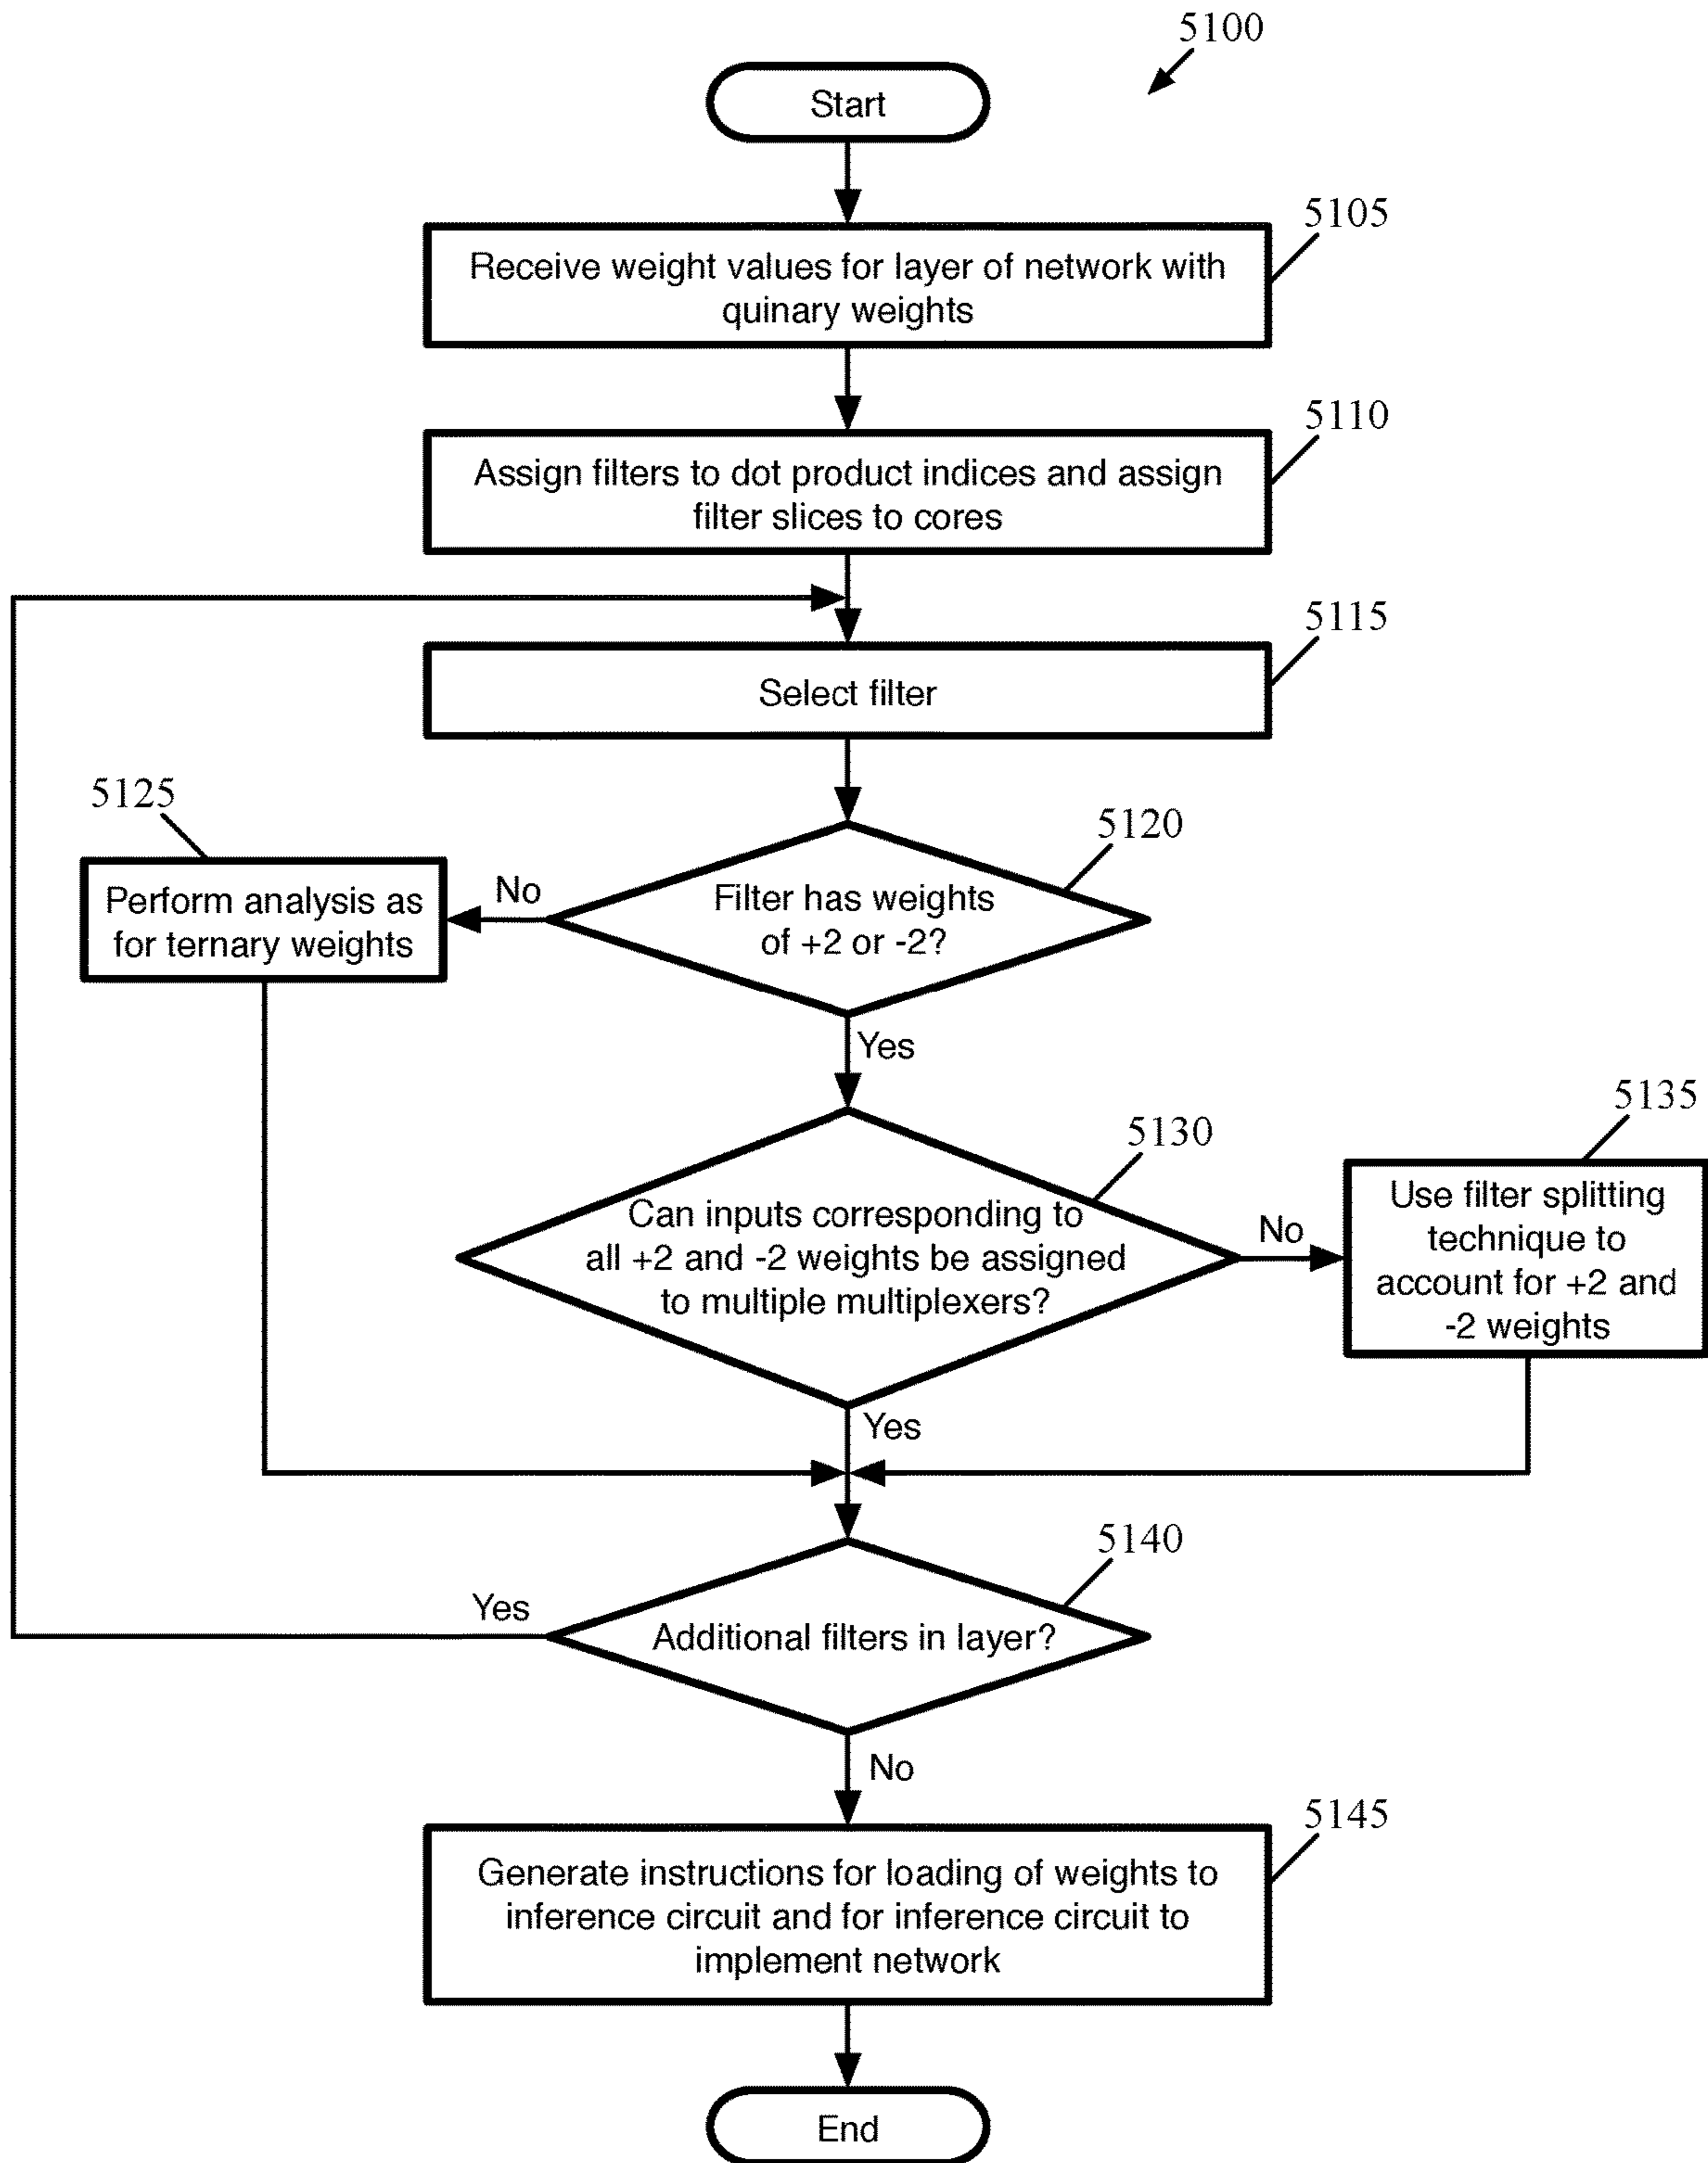 5100
Start
5105
Receive weight values for layer of network with
quinary weights
5110
Assign filters to dot product indices and assign
filter slices to cores
5115
Select filter
5125
Perform analysis as
for ternary weights
No
5120
Filter has weights
of +2 or -2?
Yes
5130
Can inputs corresponding to
all +2 and -2 weights be assigned
to multiple multiplexers?
No
5135
Use filter splitting
technique to
account for +2 and
-2 weights
Yes
5140
Additional filters in layer?
Yes
No
5145
Generate instructions for loading of weights to
inference circuit and for inference circuit to
implement network
End